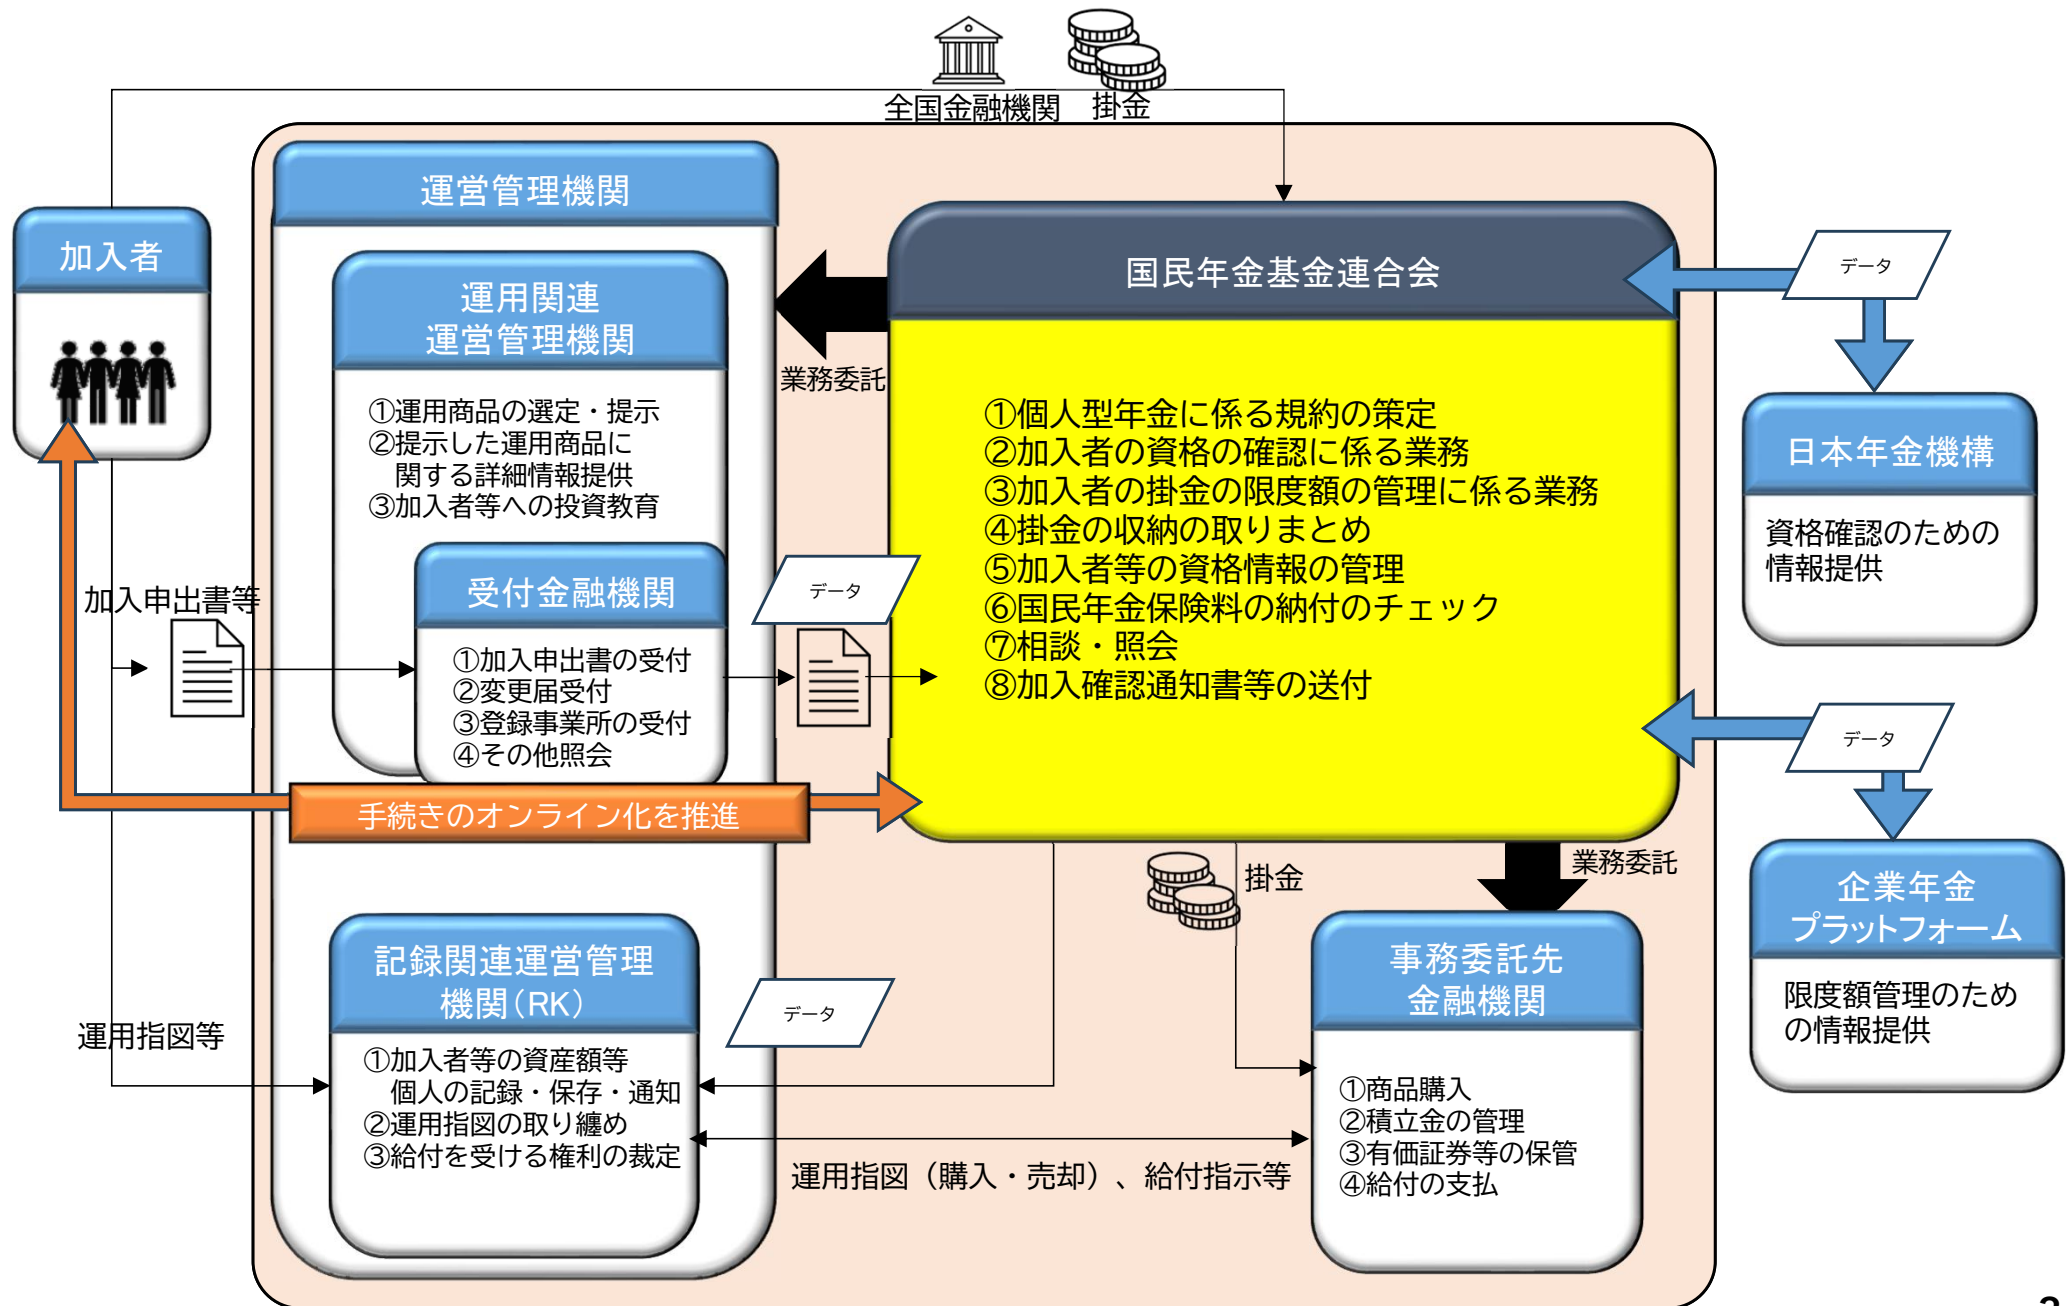 全国金融機関
掛金
運営管理機関
加入者
運用関連
運営管理機関
①運用商品の選定・提示
②提示した運用商品に
関する詳細情報提供
③加入者等への投資教育
業務委託
国民年金基金連合会
①個人型年金に係る規約の策定
②加入者の資格の確認に係る業務
③加入者の掛金の限度額の管理に係る業務
④掛金の収納の取りまとめ
⑤加入者等の資格情報の管理
⑥国民年金保険料の納付のチェック
⑦相談・照会
⑧加入確認通知書等の送付
データ
日本年金機構
資格確認のための
情報提供
加入申出書等
受付金融機関
①加入申出書の受付
②変更届受付
③登録事業所の受付
④その他照会
データ
データ
手続きのオンライン化を推進
掛金
業務委託
企業年金
プラットフォーム
限度額管理のため
の情報提供
記録関連運営管理
機関（RK）
①加入者等の資産額等
個人の記録・保存・通知
②運用指図の取り纏め
③給付を受ける権利の裁定
データ
運用指図等
事務委託先
金融機関
①商品購入
②積立金の管理
③有価証券等の保管
④給付の支払
運用指図（購入・売却）、給付指示等